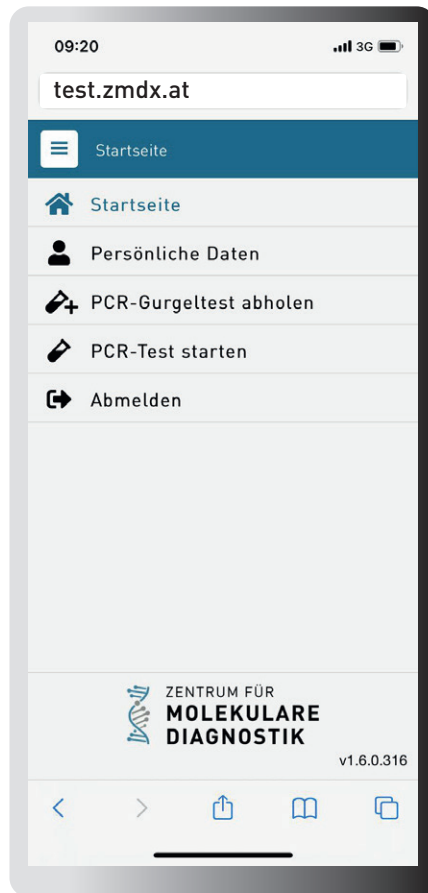 09:20
3G
test.zmdx.at
Startseite
Startseite
Persönliche Daten
PCR-Gurgeltest abholen
PCR-Test starten
Abmelden
ZENTRUM FÜR
MOLEKULARE
DIAGNOSTIK
v1.6.0.316